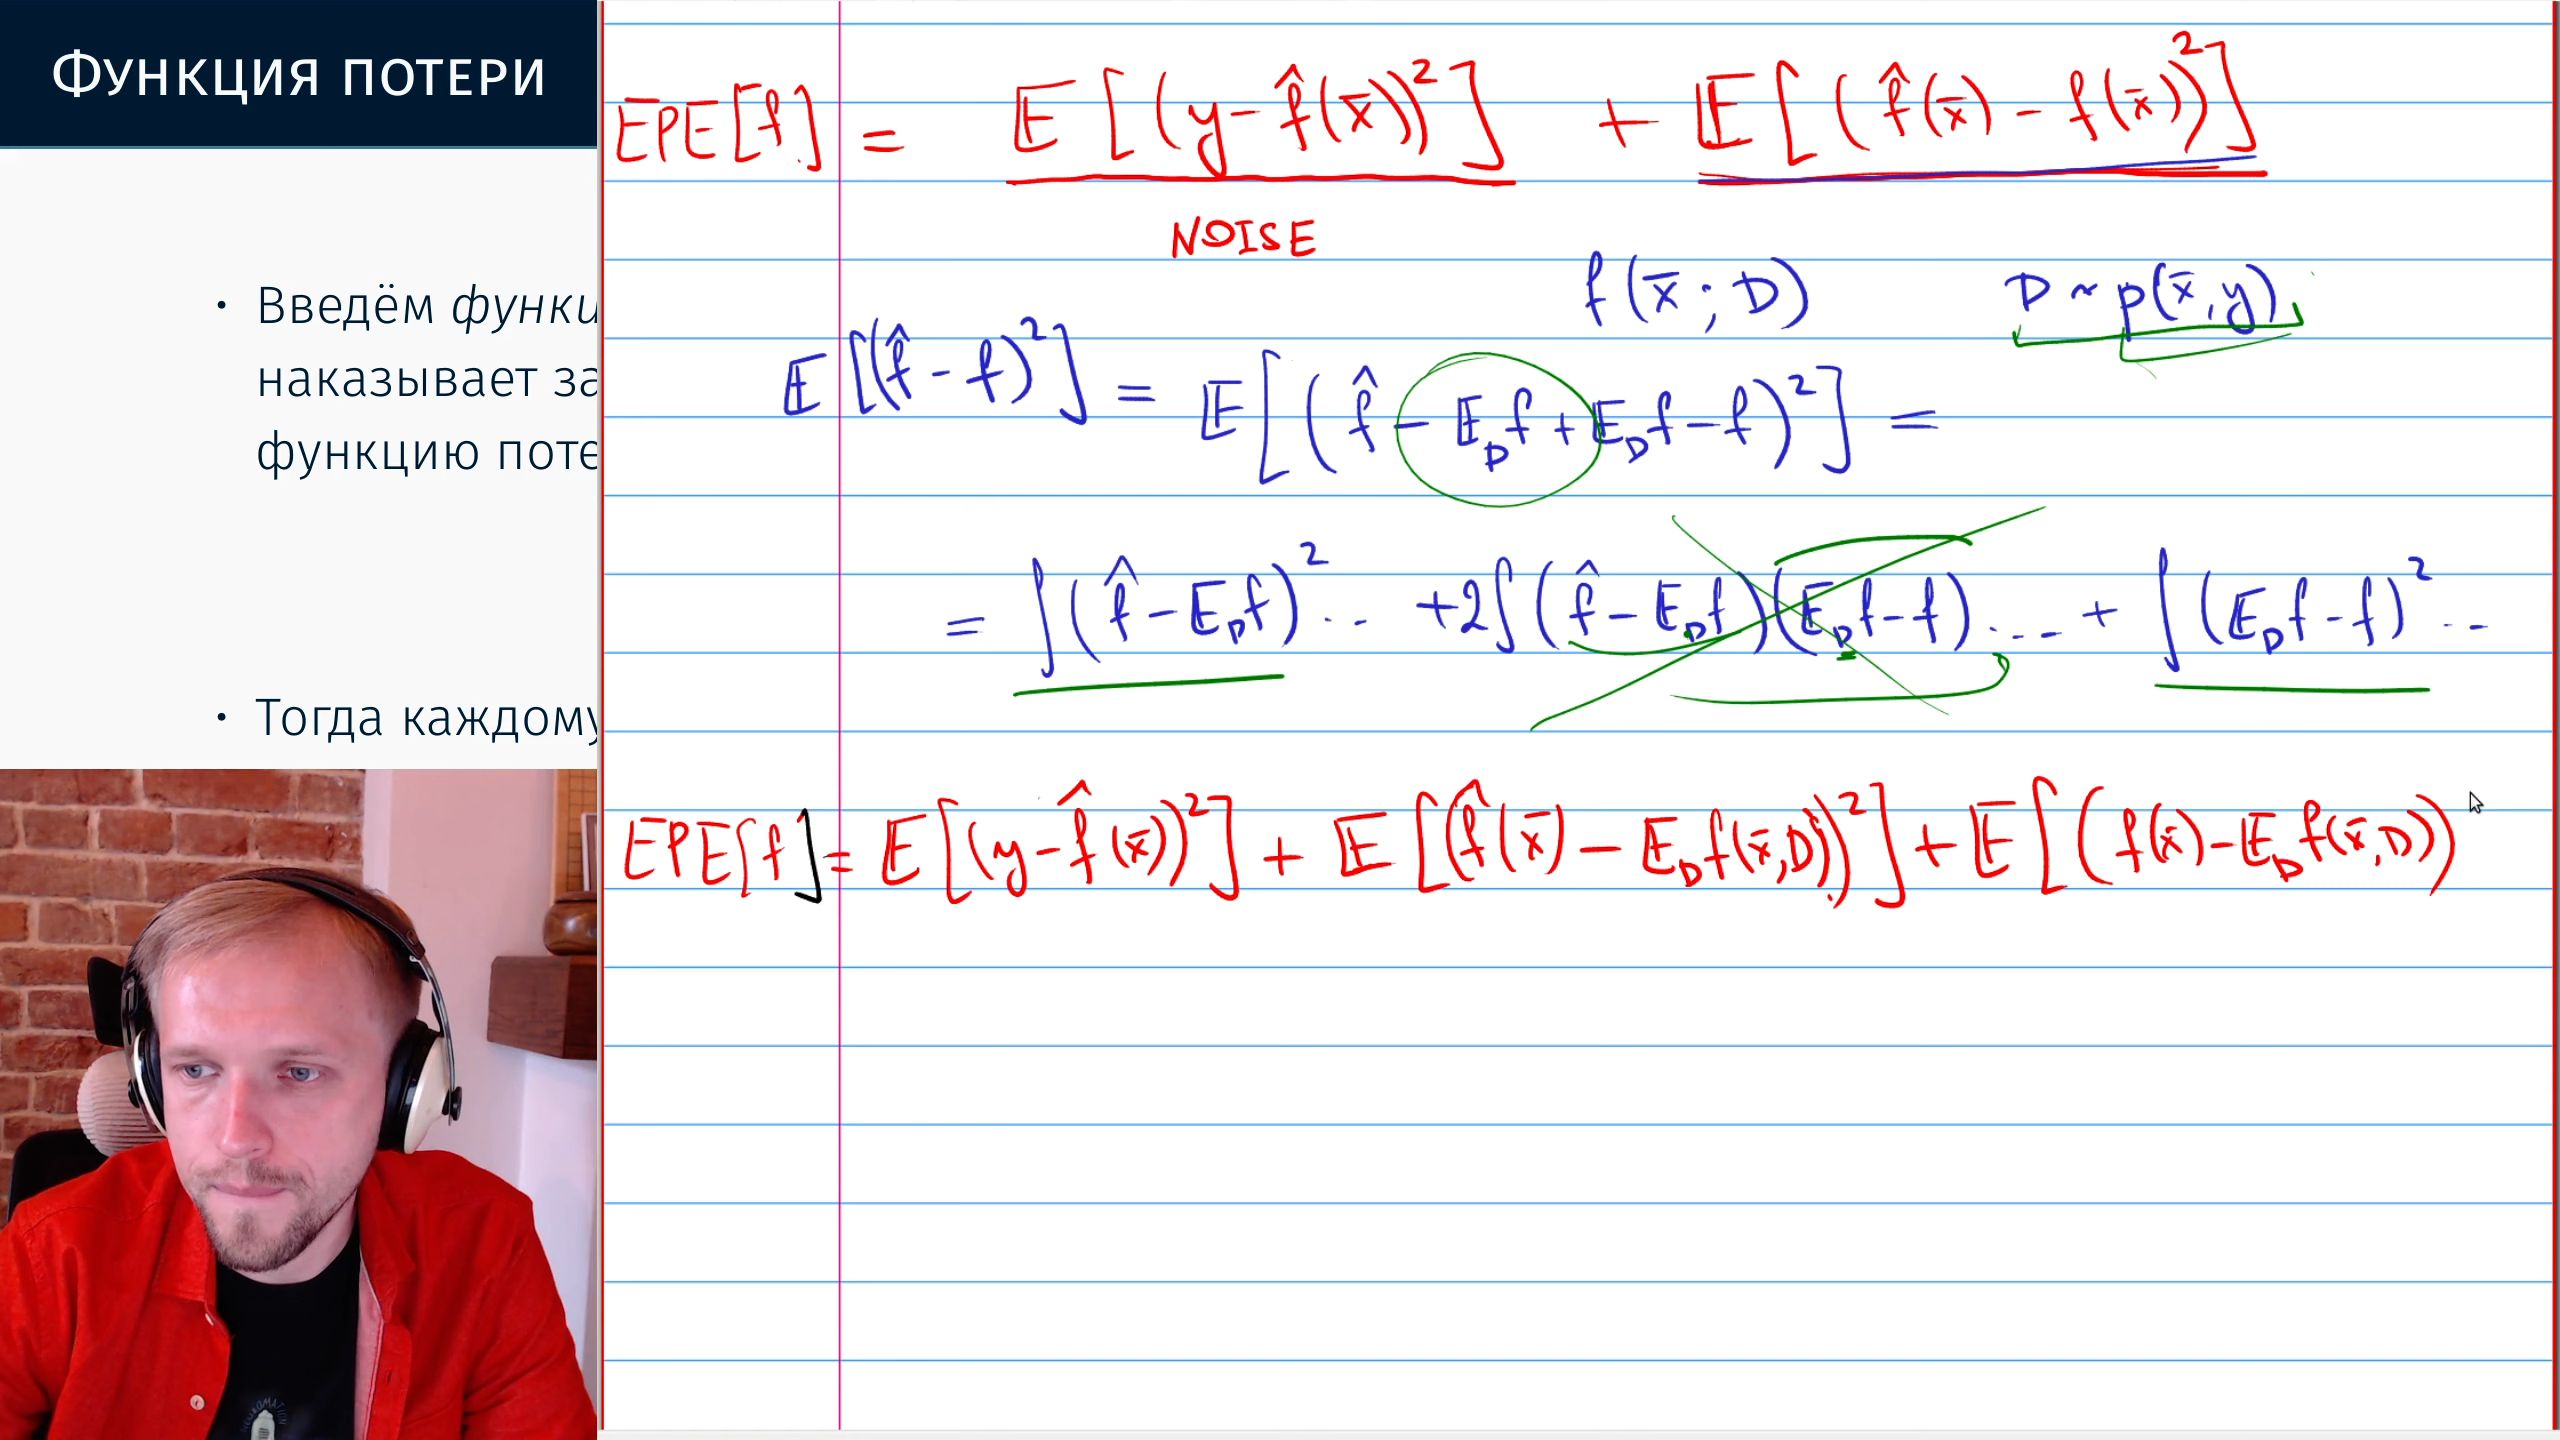 Функция потери
• Введём функ
наказывает за
функцию поте
• Тогда каждому
EPE[f] = 𝔼[(y-f̂(x̄))²] + 𝔼[(f̂(x̄) - f(x̄))²]
NOISE
f(x̄; D) D ~ p(x̄, y)
𝔼[(f̂ - f)²] = 𝔼[(f̂ - 𝔼_D f + 𝔼_D f - f)²] =
= ∫(f̂ - 𝔼_D f)² .. +2∫(f̂ - 𝔼_D f)(𝔼_D f - f) ... + ∫(𝔼_D f - f)² ..
EPE[f] = 𝔼[(y-f̂(x̄))²] + 𝔼[(f̂(x̄) - 𝔼_D f(x̄,D))²] + 𝔼[(f(x̄) - 𝔼_D f(x̄,D))